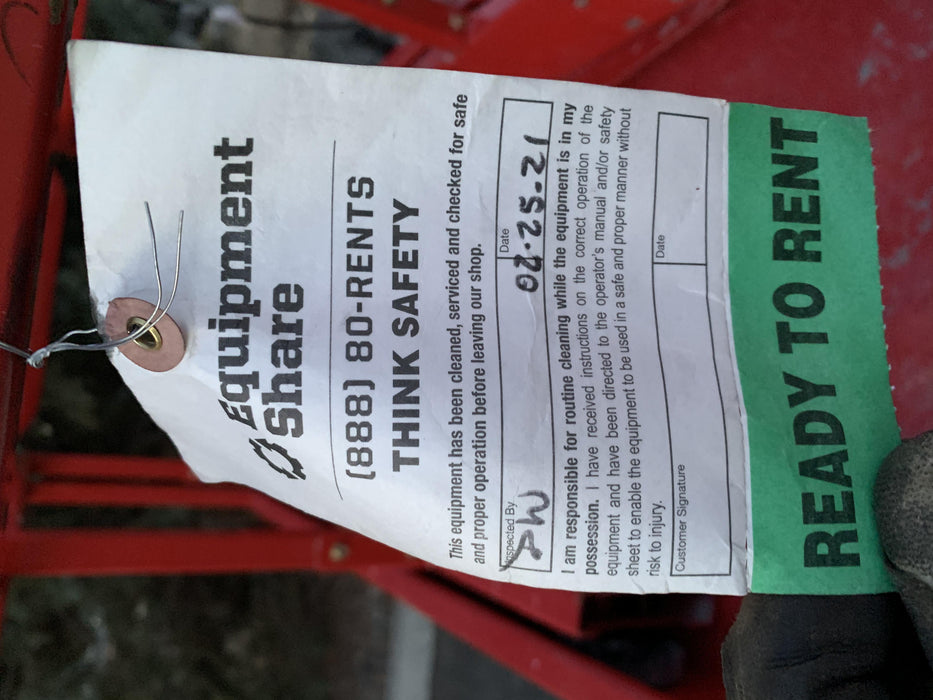 Equipment
Share
(888) 80-RENTS
THINK SAFETY
This equipment has been cleaned, serviced and checked for safe
and proper operation before leaving our shop.
Inspected By Date
PW 02.25.21
I am responsible for routine cleaning while the equipment is in my
possession. I have received instructions on the correct operation of the
equipment and have been directed to the operator's manual and/or safety
sheet to enable the equipment to be used in a safe and proper manner without
risk to injury.
Customer Signature Date
READY TO RENT